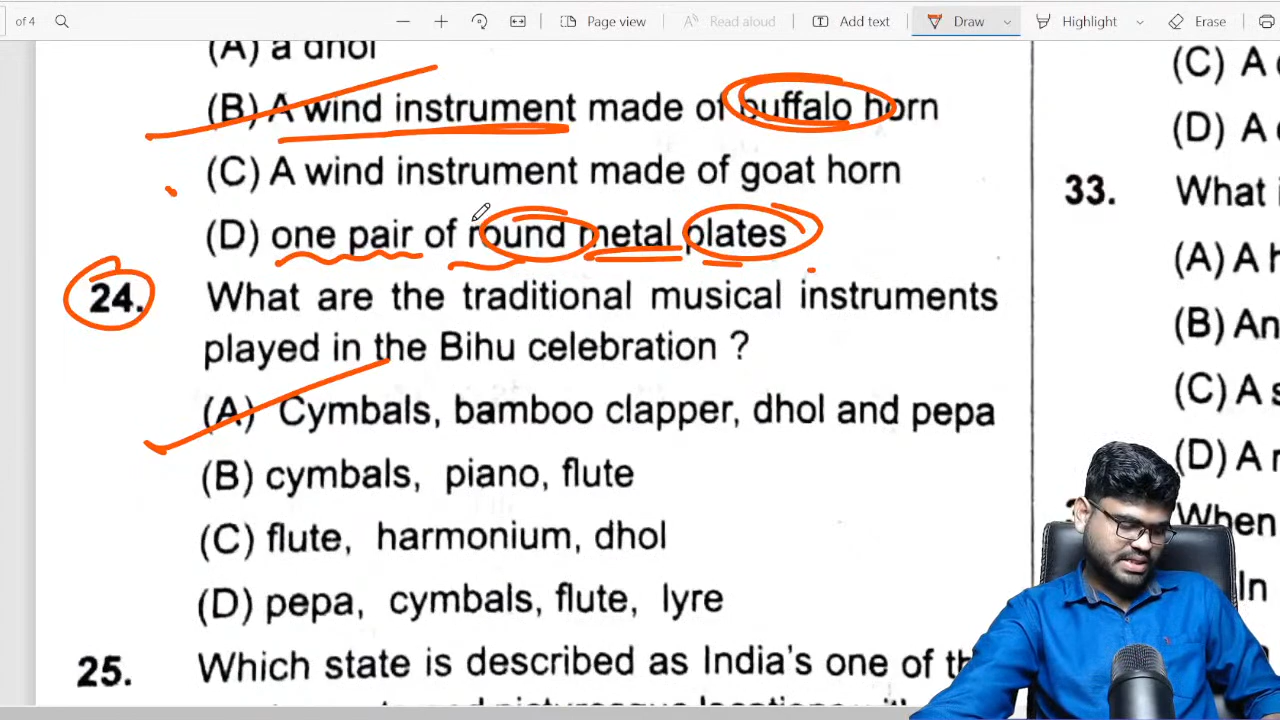 of 4
Page view
Read aloud
Add text
Draw
Highlight
Erase
(A) a dhol
(B) A wind instrument made of buffalo horn
(C) A wind instrument made of goat horn
(D) one pair of round metal plates
24. What are the traditional musical instruments
played in the Bihu celebration ?
(A) Cymbals, bamboo clapper, dhol and pepa
(B) cymbals, piano, flute
(C) flute, harmonium, dhol
(D) pepa, cymbals, flute, lyre
25. Which state is described as India's one of
(C) A
(D) A
33. What
(A) A
(B) An
(C) A
(D) A
When
In